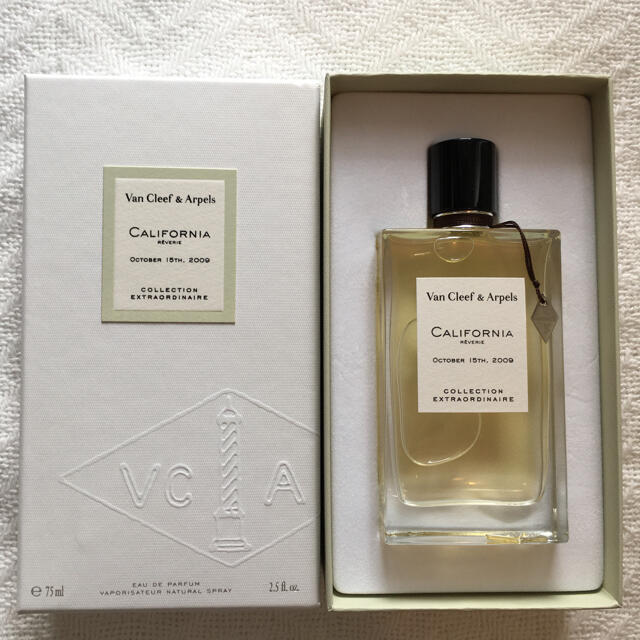 Van Cleef & Arpels
CALIFORNIA
RÊVERIE
OCTOBER 15TH, 2009
COLLECTION
EXTRAORDINAIRE
VC A
e 75 ml
EAU DE PARFUM
VAPORISATEUR NATURAL SPRAY
2.5 fl. oz.
Van Cleef & Arpels
CALIFORNIA
RÊVERIE
OCTOBER 15TH, 2009
COLLECTION
EXTRAORDINAIRE